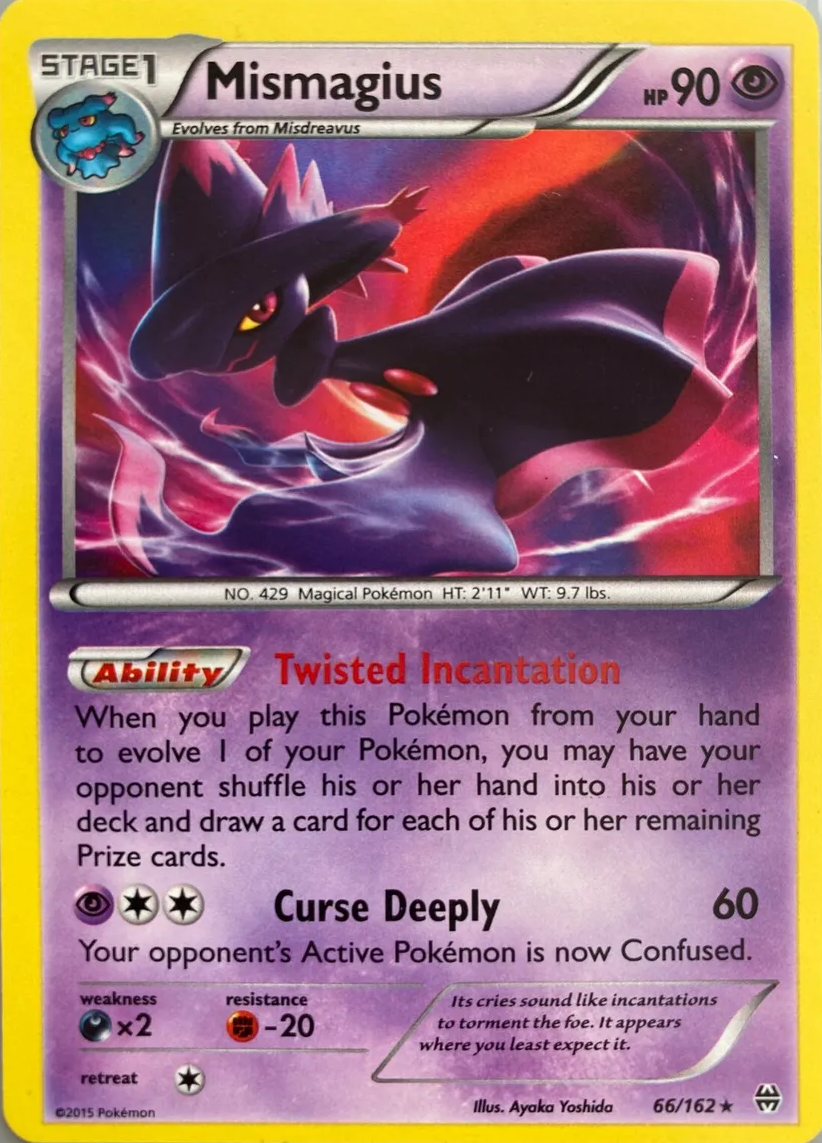 STAGE1
Mismagius
HP 90
Evolves from Misdreavus
NO. 429 Magical Pokémon HT: 2'11" WT: 9.7 lbs.
Ability Twisted Incantation
When you play this Pokémon from your hand
to evolve 1 of your Pokémon, you may have your
opponent shuffle his or her hand into his or her
deck and draw a card for each of his or her remaining
Prize cards.
Curse Deeply 60
Your opponent's Active Pokémon is now Confused.
weakness resistance
×2 -20
Its cries sound like incantations
to torment the foe. It appears
where you least expect it.
retreat
©2015 Pokémon Illus. Ayaka Yoshida 66/162 ★